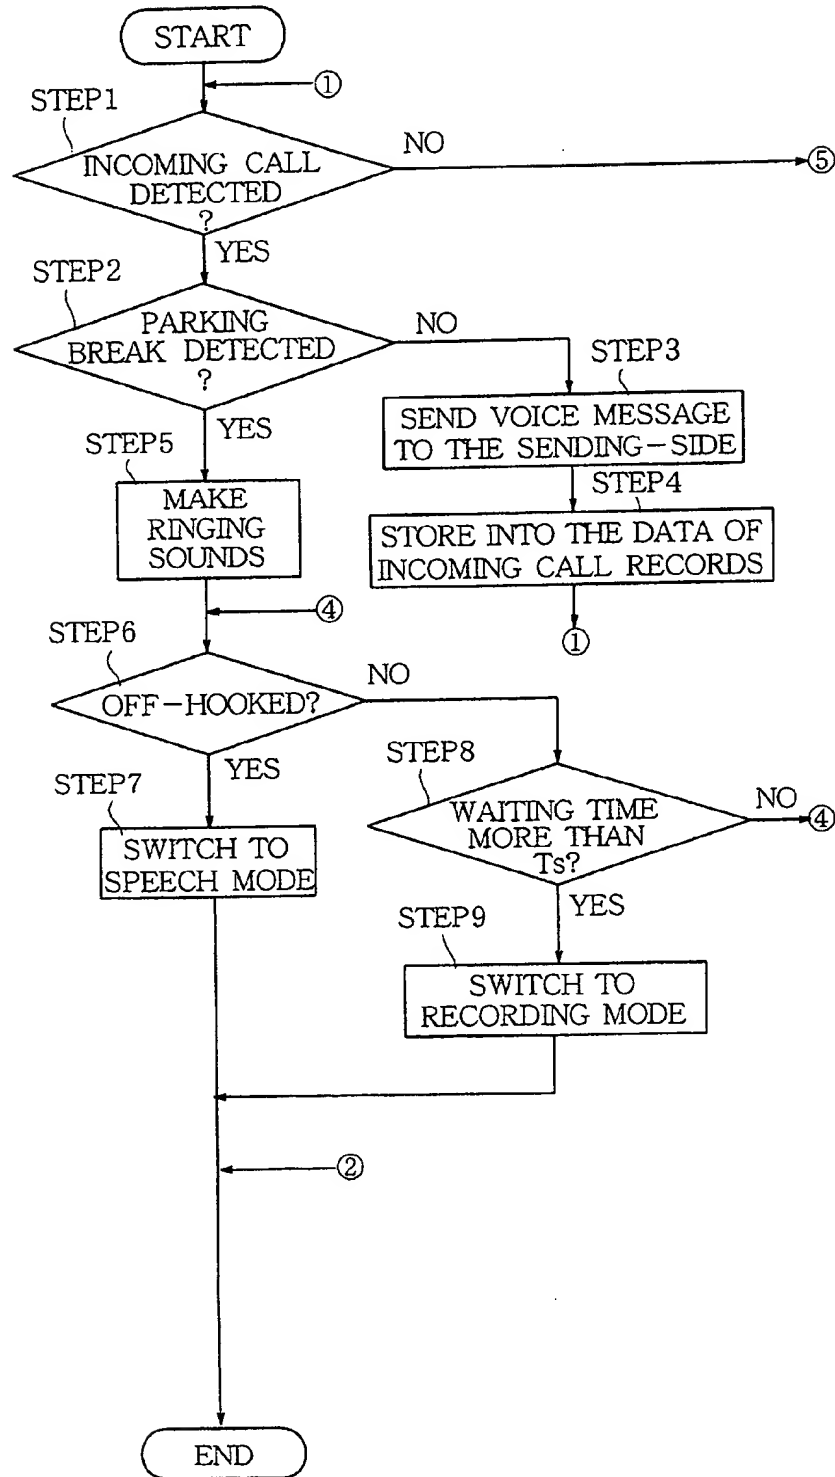 START
①
STEP1
INCOMING CALL
DETECTED
?
NO
⑤
YES
STEP2
PARKING
BREAK DETECTED
?
NO
STEP3
SEND VOICE MESSAGE
TO THE SENDING-SIDE
YES
STEP5
MAKE
RINGING
SOUNDS
STEP4
STORE INTO THE DATA OF
INCOMING CALL RECORDS
①
④
STEP6
OFF-HOOKED?
NO
YES
STEP7
SWITCH TO
SPEECH MODE
STEP8
WAITING TIME
MORE THAN
Ts?
NO
④
YES
STEP9
SWITCH TO
RECORDING MODE
②
END